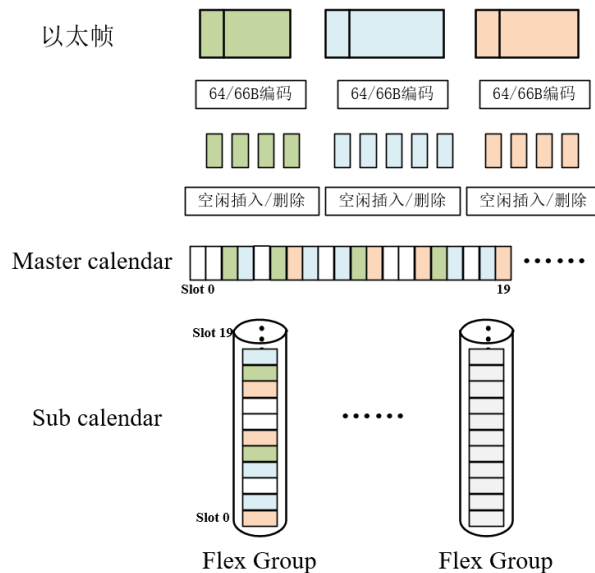 以太帧
64/66B编码 64/66B编码 64/66B编码
空闲插入/删除 空闲插入/删除 空闲插入/删除
Master calendar
Slot 0 19
Slot 19
Sub calendar
Slot 0
Flex Group Flex Group